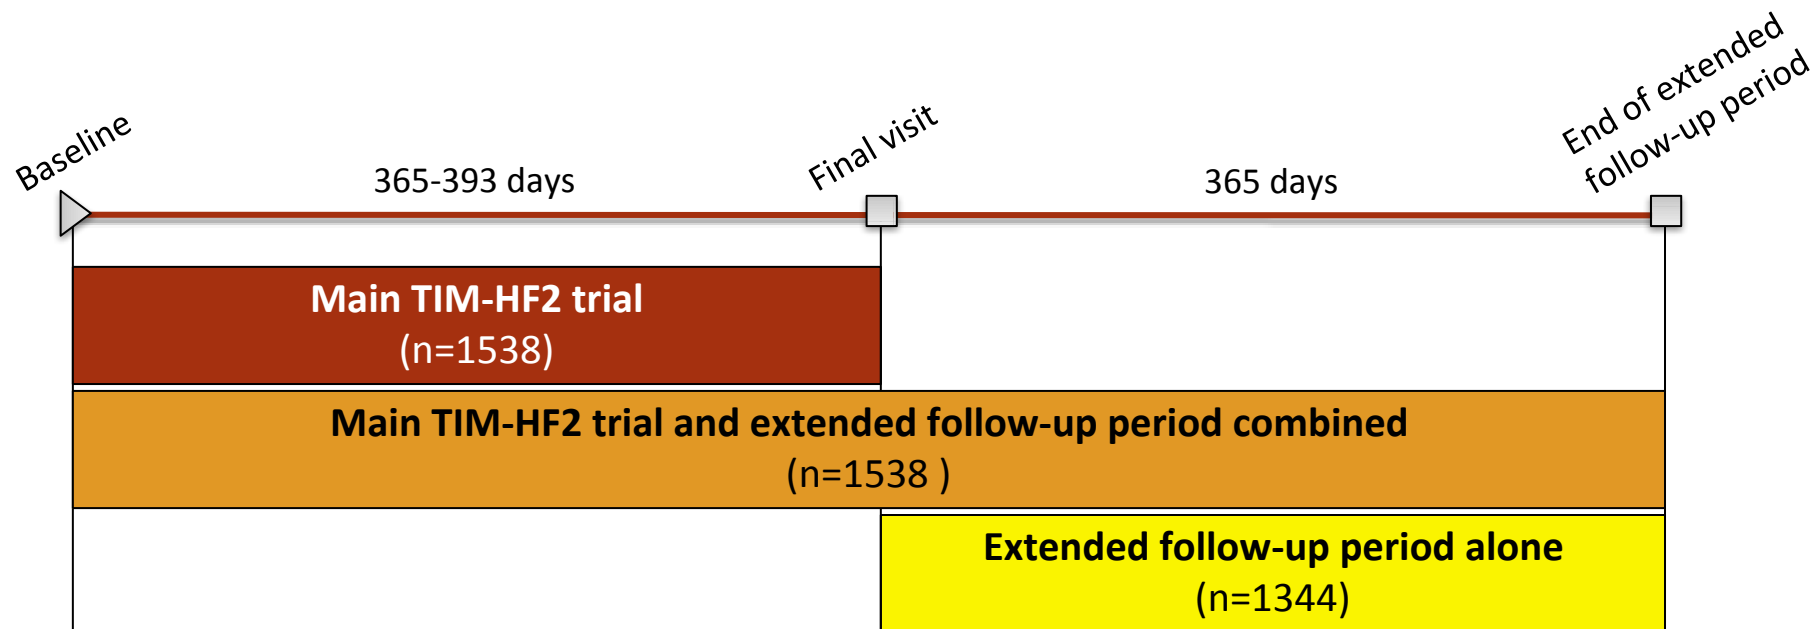 Baseline
365-393 days
Final visit
365 days
End of extended
follow-up period
Main TIM-HF2 trial
(n=1538)
Main TIM-HF2 trial and extended follow-up period combined
(n=1538 )
Extended follow-up period alone
(n=1344)